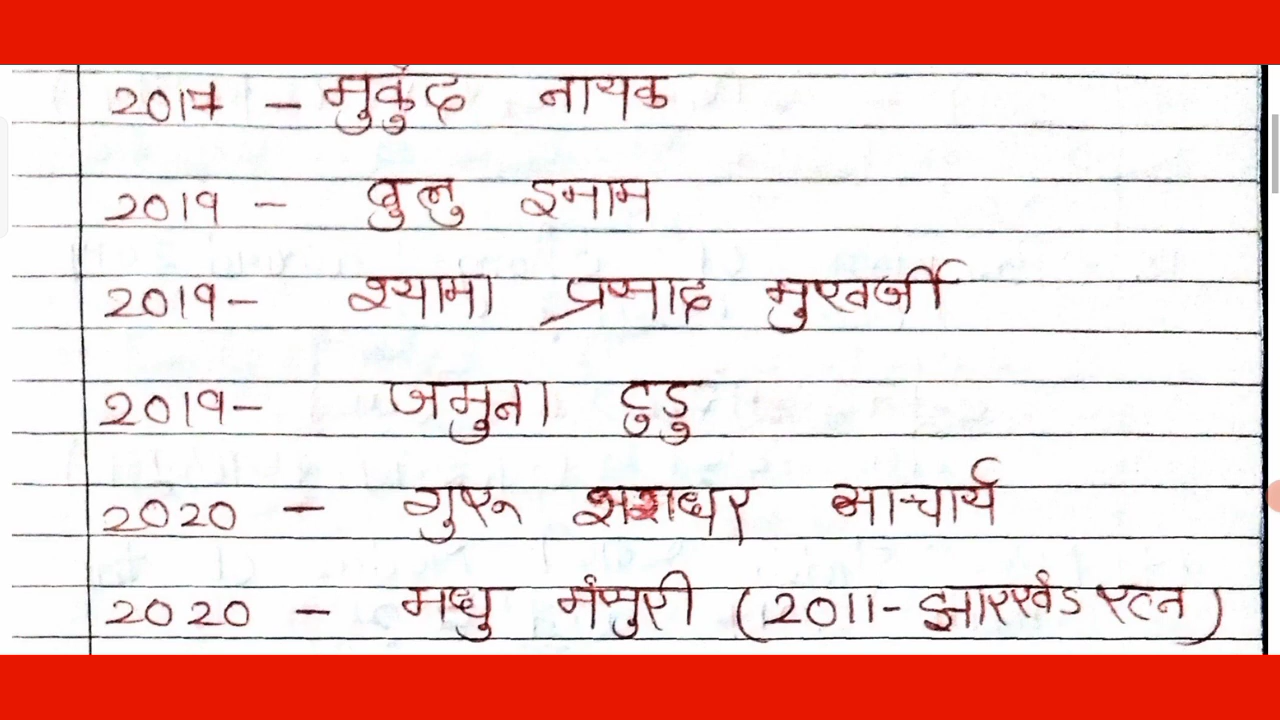 2017 - मुकुंद नायक
2019 - बुलु इमाम
2019 - श्यामा प्रसाद मुखर्जी
2019 - जमुना टुडु
2020 - गुरू शशधर आचार्य
2020 - मधु मंसुरी (2011 - झारखंड रत्न)